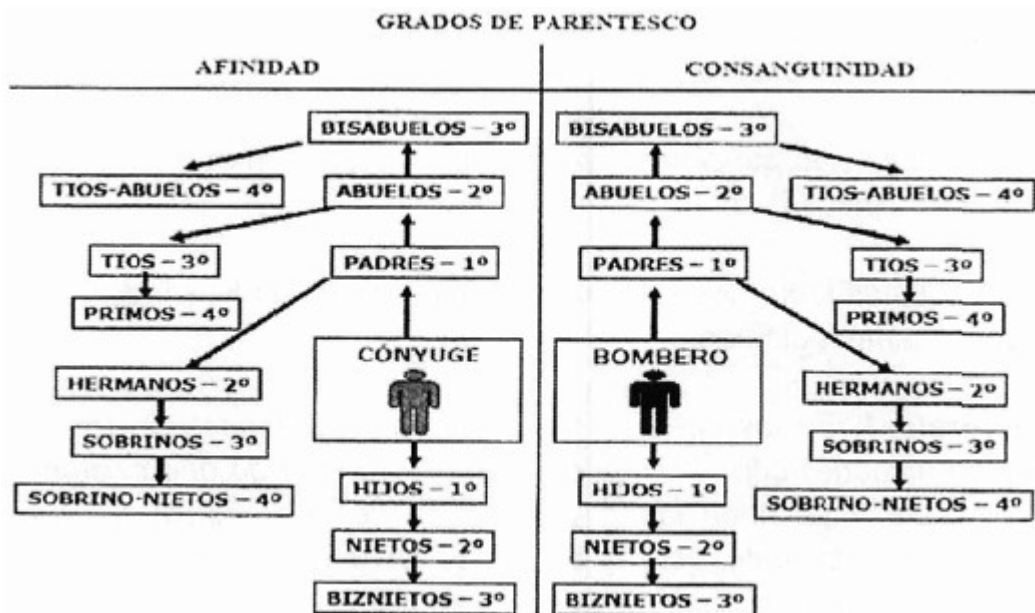 GRADOS DE PARENTESCO
AFINIDAD
BISABUELOS – 3º
TIOS-ABUELOS – 4º
ABUELOS – 2º
TIOS – 3º
PADRES – 1º
PRIMOS – 4º
CÓNYUGE
HERMANOS – 2º
SOBRINOS – 3º
SOBRINO-NIETOS – 4º
HIJOS – 1º
NIETOS – 2º
BIZNIETOS – 3º
CONSANGUINIDAD
BISABUELOS – 3º
ABUELOS – 2º
TIOS-ABUELOS – 4º
PADRES – 1º
TIOS – 3º
PRIMOS – 4º
BOMBERO
HERMANOS – 2º
SOBRINOS – 3º
SOBRINO-NIETOS – 4º
HIJOS – 1º
NIETOS – 2º
BIZNIETOS – 3º